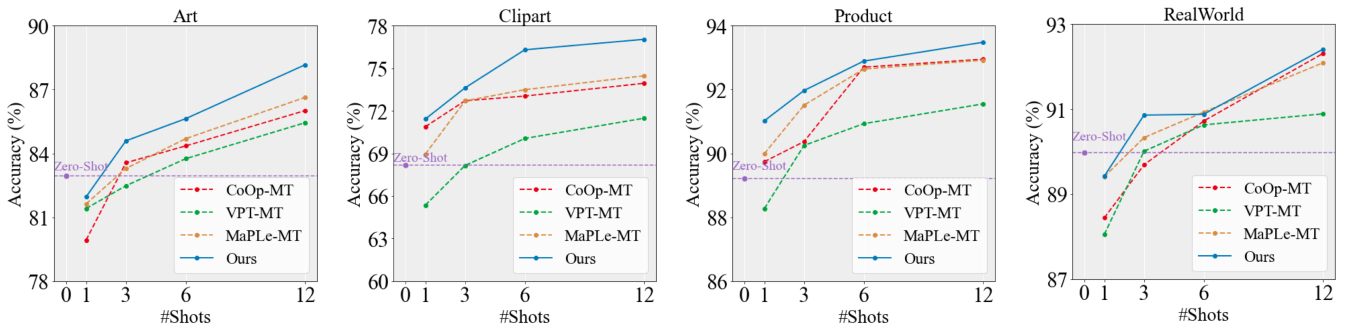 Art
90
87
84
81
78
Accuracy (%)
Zero-Shot
CoOp-MT
VPT-MT
MaPLe-MT
Ours
0 1 3 6 12
#Shots
Clipart
78
75
72
69
66
63
60
Accuracy (%)
Zero-Shot
CoOp-MT
VPT-MT
MaPLe-MT
Ours
0 1 3 6 12
#Shots
Product
94
92
90
88
86
Accuracy (%)
Zero-Shot
CoOp-MT
VPT-MT
MaPLe-MT
Ours
0 1 3 6 12
#Shots
RealWorld
93
91
89
87
Accuracy (%)
Zero-Shot
CoOp-MT
VPT-MT
MaPLe-MT
Ours
0 1 3 6 12
#Shots